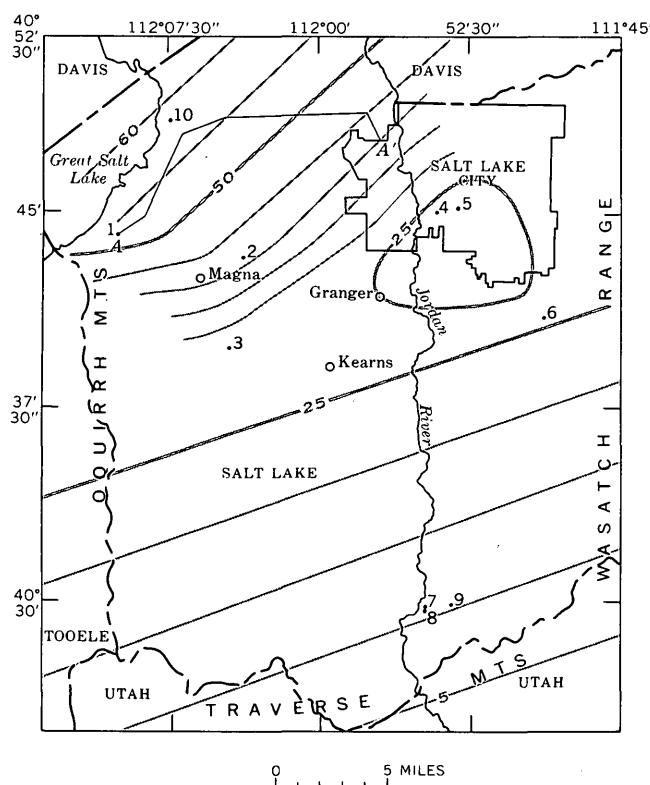 40° 112°07'30" 112°00' 52'30" 111°45'
52'
30"
DAVIS
DAVIS
.10
60
Great Salt
Lake
A'
SALT LAKE
CITY
50
45'
1.
A
.4 .5
25
.2
Magna
Granger
Jordan
.6
.3
Kearns
RANGE
OQUIRRH MTS
37'
30"
25
River
SALT LAKE
WASATCH
40°
30'
7
8
.9
TOOELE
UTAH
TRAVERSE MTS
5
UTAH
0 5 MILES